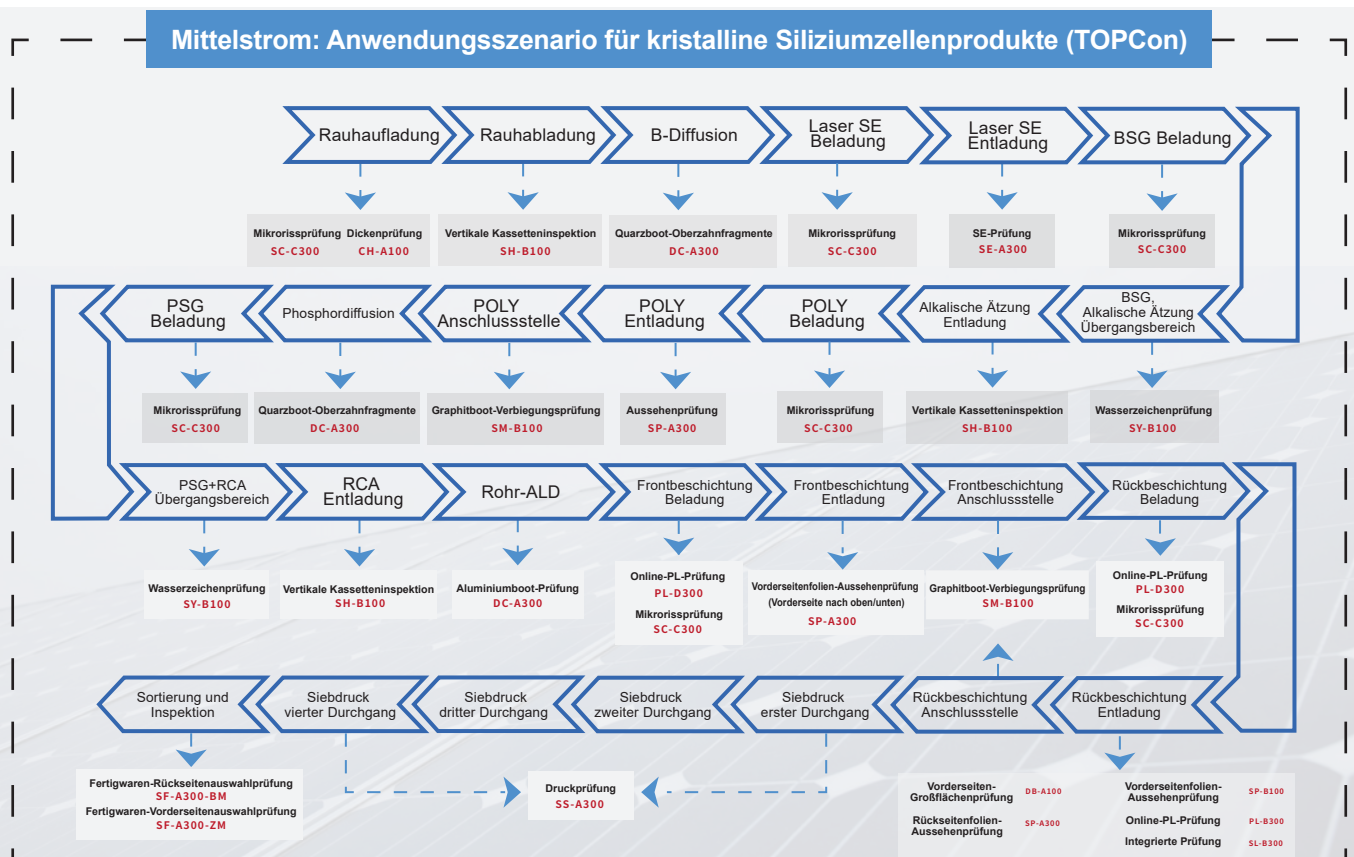 Mittelstrom: Anwendungsszenario für kristalline Siliziumzellenprodukte (TOPCon)
Rauhaufladung
Rauhabladung
B-Diffusion
Laser SE
Beladung
Laser SE
Entladung
BSG Beladung
Mikrorissprüfung Dickenprüfung
SC-C300 CH-A100
Vertikale Kassetteninspektion
SH-B100
Quarzboot-Oberzahnfragmente
DC-A300
Mikrorissprüfung
SC-C300
SE-Prüfung
SE-A300
Mikrorissprüfung
SC-C300
PSG
Beladung
Phosphordiffusion
POLY
Anschlussstelle
POLY
Entladung
POLY
Beladung
Alkalische Ätzung
Entladung
BSG,
Alkalische Ätzung
Übergangsbereich
Mikrorissprüfung
SC-C300
Quarzboot-Oberzahnfragmente
DC-A300
Graphitboot-Verbiegungsprüfung
SM-B100
Aussehenprüfung
SP-A300
Mikrorissprüfung
SC-C300
Vertikale Kassetteninspektion
SH-B100
Wasserzeichenprüfung
SY-B100
PSG+RCA
Übergangsbereich
RCA
Entladung
Rohr-ALD
Frontbeschichtung
Beladung
Frontbeschichtung
Entladung
Frontbeschichtung
Anschlussstelle
Rückbeschichtung
Beladung
Wasserzeichenprüfung
SY-B100
Vertikale Kassetteninspektion
SH-B100
Aluminiumboot-Prüfung
DC-A300
Online-PL-Prüfung
PL-D300
Mikrorissprüfung
SC-C300
Vorderseitenfolien-Aussehenprüfung
(Vorderseite nach oben/unten)
SP-A300
Graphitboot-Verbiegungsprüfung
SM-B100
Online-PL-Prüfung
PL-D300
Mikrorissprüfung
SC-C300
Sortierung und
Inspektion
Siebdruck
vierter Durchgang
Siebdruck
dritter Durchgang
Siebdruck
zweiter Durchgang
Siebdruck
erster Durchgang
Rückbeschichtung
Anschlussstelle
Rückbeschichtung
Entladung
Fertigwaren-Rückseitenauswahlprüfung
SF-A300-BM
Fertigwaren-Vorderseitenauswahlprüfung
SF-A300-ZM
Druckprüfung
SS-A300
Vorderseiten-
Großflächenprüfung DB-A100
Rückseitenfolien-
Aussehenprüfung SP-A300
Vorderseitenfolien-
Aussehenprüfung SP-B100
Online-PL-Prüfung PL-B300
Integrierte Prüfung SL-B300